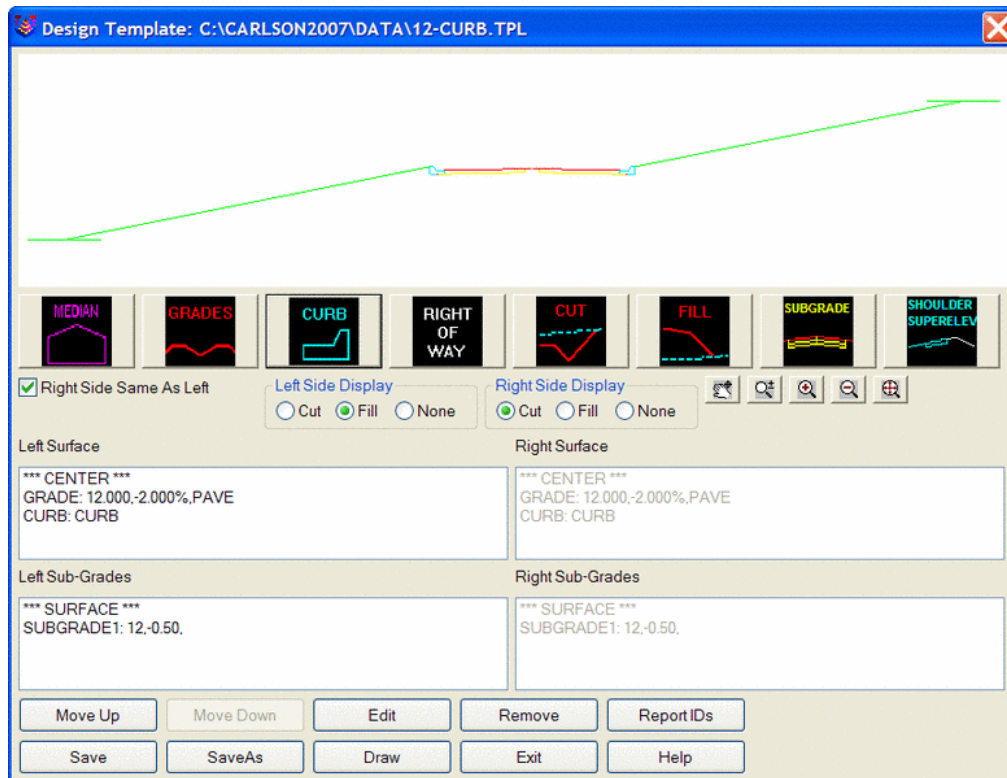 Design Template: C:\CARLSON2007\DATA\12-CURB.TPL
MEDIAN
GRADES
CURB
RIGHT
OF
WAY
CUT
FILL
SUBGRADE
SHOULDER
SUPERELEV
Right Side Same As Left
Left Side Display
Cut Fill None
Right Side Display
Cut Fill None
Left Surface
*** CENTER ***
GRADE: 12.000,-2.000%,PAVE
CURB: CURB
Right Surface
*** CENTER ***
GRADE: 12.000,-2.000%,PAVE
CURB: CURB
Left Sub-Grades
*** SURFACE ***
SUBGRADE1: 12,-0.50,
Right Sub-Grades
*** SURFACE ***
SUBGRADE1: 12,-0.50,
Move Up Move Down Edit Remove Report IDs
Save SaveAs Draw Exit Help